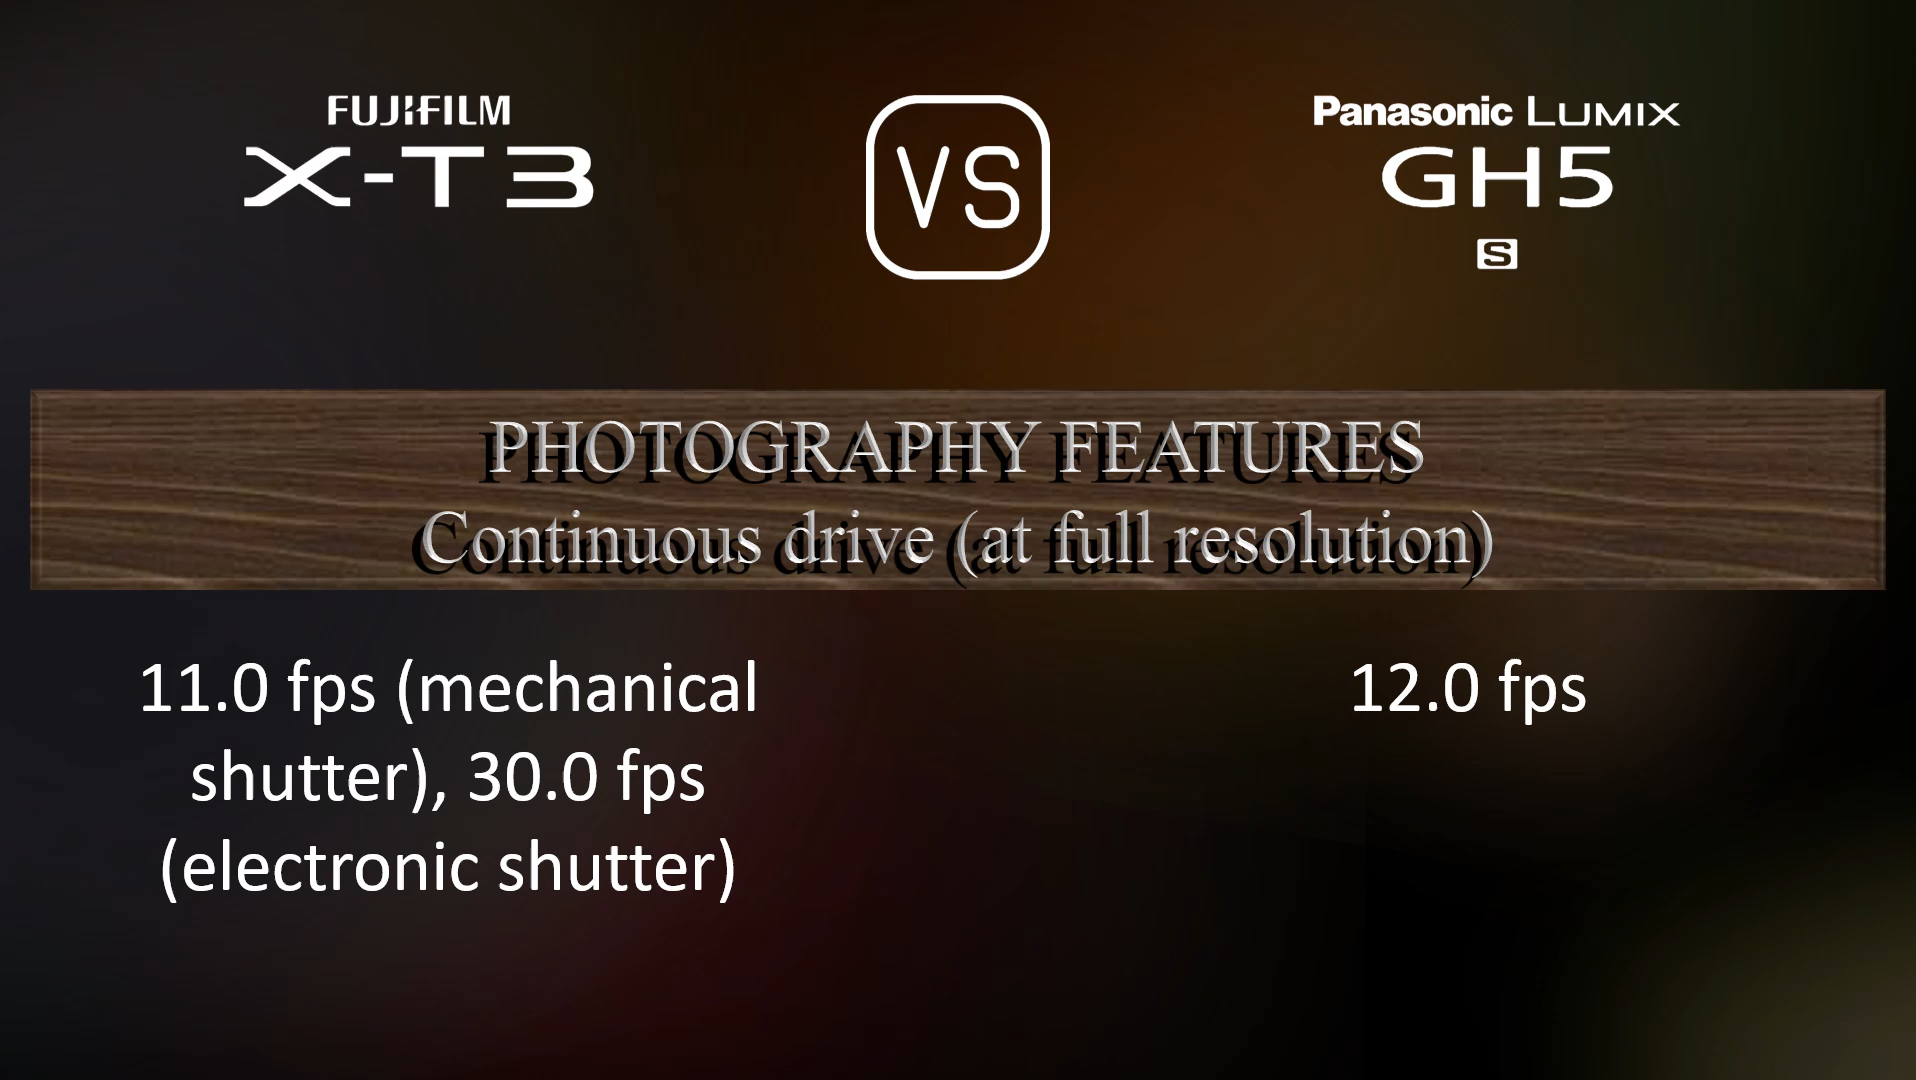 FUJIFILM
X-T3
VS
Panasonic LUMIX
GH5
S
PHOTOGRAPHY FEATURES
Continuous drive (at full resolution)
11.0 fps (mechanical
shutter), 30.0 fps
(electronic shutter)
12.0 fps